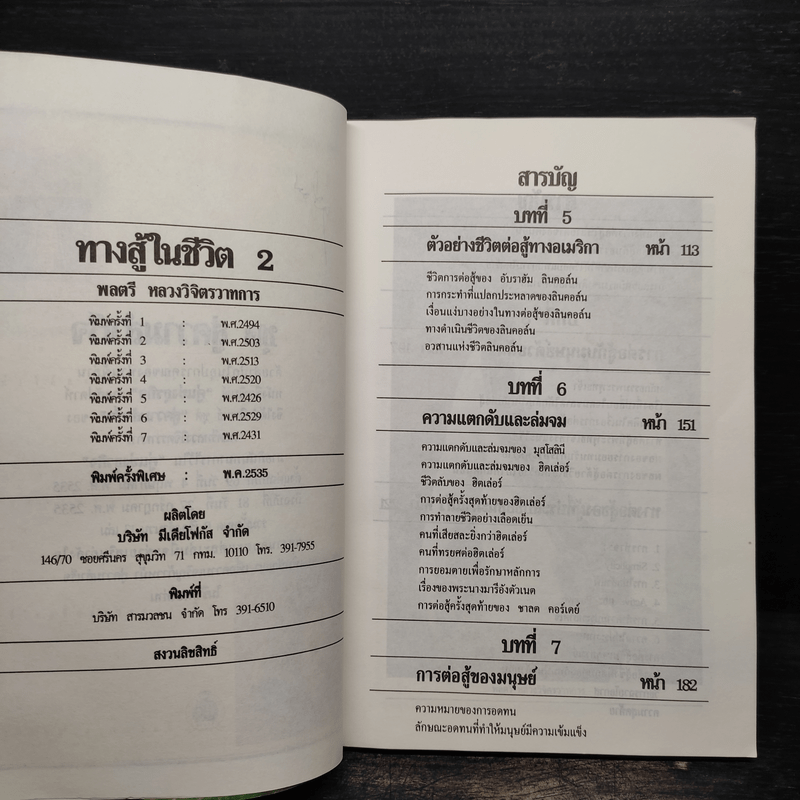 ทางสู้ในชีวิต 2
พลตรี หลวงวิจิตรวาทการ
พิมพ์ครั้งที่ 1 : พ.ศ.2494
พิมพ์ครั้งที่ 2 : พ.ศ.2503
พิมพ์ครั้งที่ 3 : พ.ศ.2513
พิมพ์ครั้งที่ 4 : พ.ศ.2520
พิมพ์ครั้งที่ 5 : พ.ศ.2426
พิมพ์ครั้งที่ 6 : พ.ศ.2529
พิมพ์ครั้งที่ 7 : พ.ศ.2431
พิมพ์ครั้งพิเศษ : พ.ค.2535
ผลิตโดย
บริษัท มีเดียโฟกัส จำกัด
146/70 ซอยศรีนคร สุขุมวิท 71 กทม. 10110 โทร. 391-7955
พิมพ์ที่
บริษัท สารมวลชน จำกัด โทร 391-6510
สงวนลิขสิทธิ์
สารบัญ
บทที่ 5
ตัวอย่างชีวิตต่อสู้ทางอเมริกา หน้า 113
ชีวิตการต่อสู้ของ อับราฮัม ลินคอล์น
การกระทำที่แปลกประหลาดของลินคอล์น
เงื่อนแง่บางอย่างในทางต่อสู้ของลินคอล์น
ทางดำเนินชีวิตของลินคอล์น
อวสานแห่งชีวิตลินคอล์น
บทที่ 6
ความแตกดับและล่มจม หน้า 151
ความแตกดับและล่มจมของ มุสโสลินี
ความแตกดับและล่มจมของ ฮิตเล่อร์
ชีวิตลับของ ฮิตเล่อร์
การต่อสู้ครั้งสุดท้ายของฮิตเล่อร์
การทำลายชีวิตอย่างเลือดเย็น
คนที่เสียสละยิ่งกว่าฮิตเล่อร์
คนที่ทรยศต่อฮิตเล่อร์
การยอมตายเพื่อรักษาหลักการ
เรื่องของพระนางมารีอังตัวเนต
การต่อสู้ครั้งสุดท้ายของ ชาลต คอร์เดย์
บทที่ 7
การต่อสู้ของมนุษย์ หน้า 182
ความหมายของการอดทน
ลักษณะอดทนที่ทำให้มนุษย์มีความเข้มแข็ง